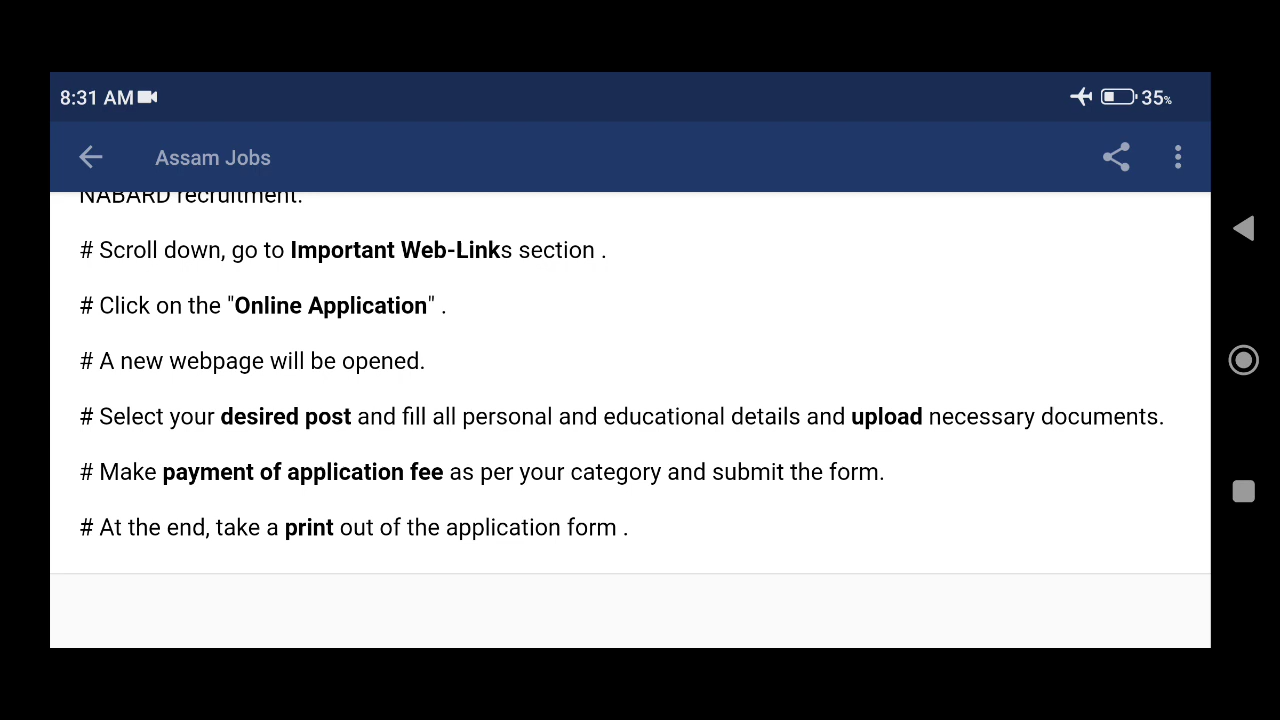 8:31 AM 35%
Assam Jobs
NABARD recruitment.
# Scroll down, go to Important Web-Links section .
# Click on the "Online Application" .
# A new webpage will be opened.
# Select your desired post and fill all personal and educational details and upload necessary documents.
# Make payment of application fee as per your category and submit the form.
# At the end, take a print out of the application form .